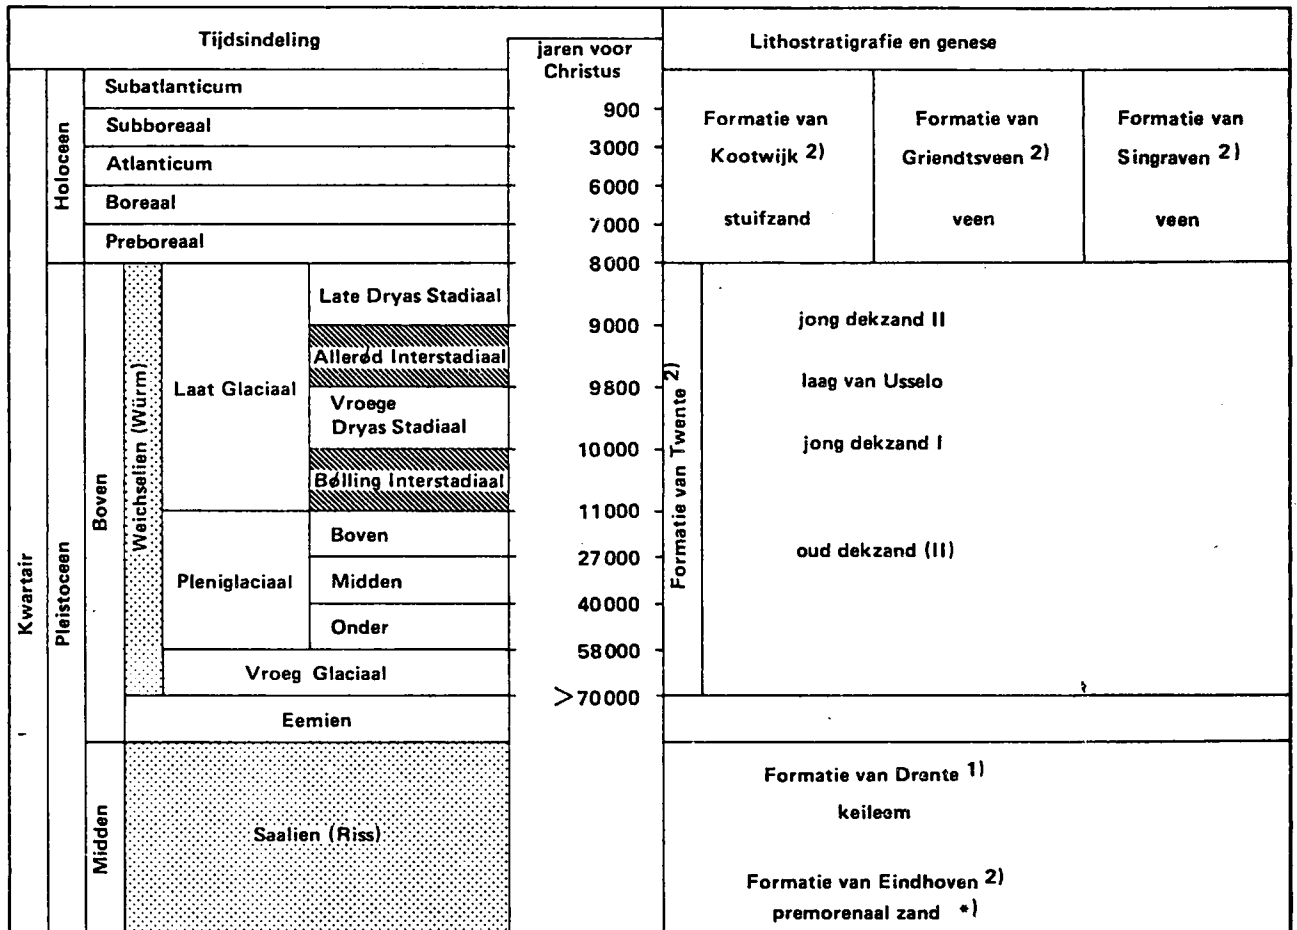 Tijdsindeling
jaren voor
Christus
Lithostratigrafie en genese
Kwartair
Holoceen
Subatlanticum
900
Subboreaal
3000
Atlanticum
6000
Boreaal
7000
Preboreaal
8000
Formatie van
Kootwijk 2)
stuifzand
Formatie van
Griendtsveen 2)
veen
Formatie van
Singraven 2)
veen
Pleistoceen
Boven
Weichselien (Würm)
Laat Glaciaal
Late Dryas Stadiaal
9000
Allerød Interstadiaal
9800
Vroege
Dryas Stadiaal
10000
Bølling Interstadiaal
11000
Pleniglaciaal
Boven
27000
Midden
40000
Onder
58000
Vroeg Glaciaal
>70000
Formatie van Twente 2)
jong dekzand II
laag van Usselo
jong dekzand I
oud dekzand (II)
Eemien
Midden
Saalien (Riss)
Formatie van Drente 1)
keileem
Formatie van Eindhoven 2)
premorenaal zand *)